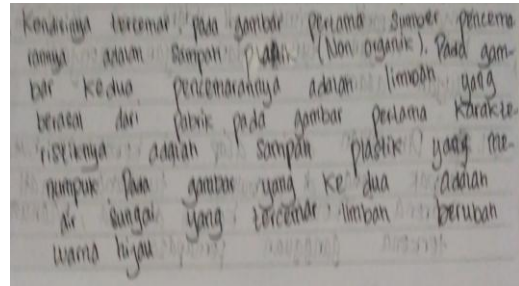 Kondisinya tercemar. pada gambar pertama sumber pencema
rannya adalah sampah plastik (Non organik). Pada gam-
bar kedua pencemarannya adalah limbah yang
berasal dari pabrik. pada gambar pertama karakte-
ristiknya adalah sampah plastik yang me-
numpuk. Pada gambar yang ke dua adalah
air sungai yang tercemar limbah berubah
warna hijau